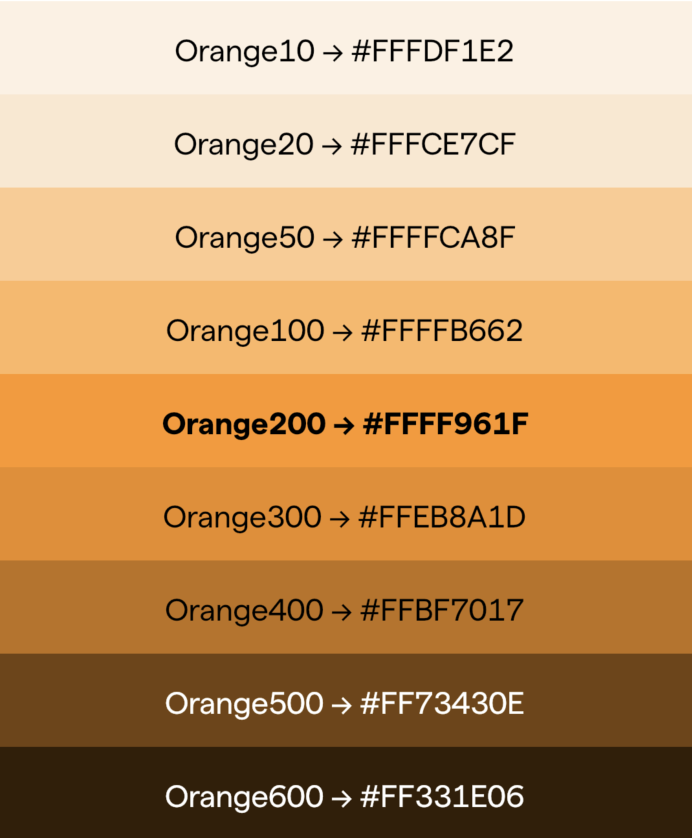 Orange10 → #FFFDF1E2
Orange20 → #FFFCE7CF
Orange50 → #FFFFCA8F
Orange100 → #FFFFB662
Orange200 → #FFFF961F
Orange300 → #FFEB8A1D
Orange400 → #FFBF7017
Orange500 → #FF73430E
Orange600 → #FF331E06